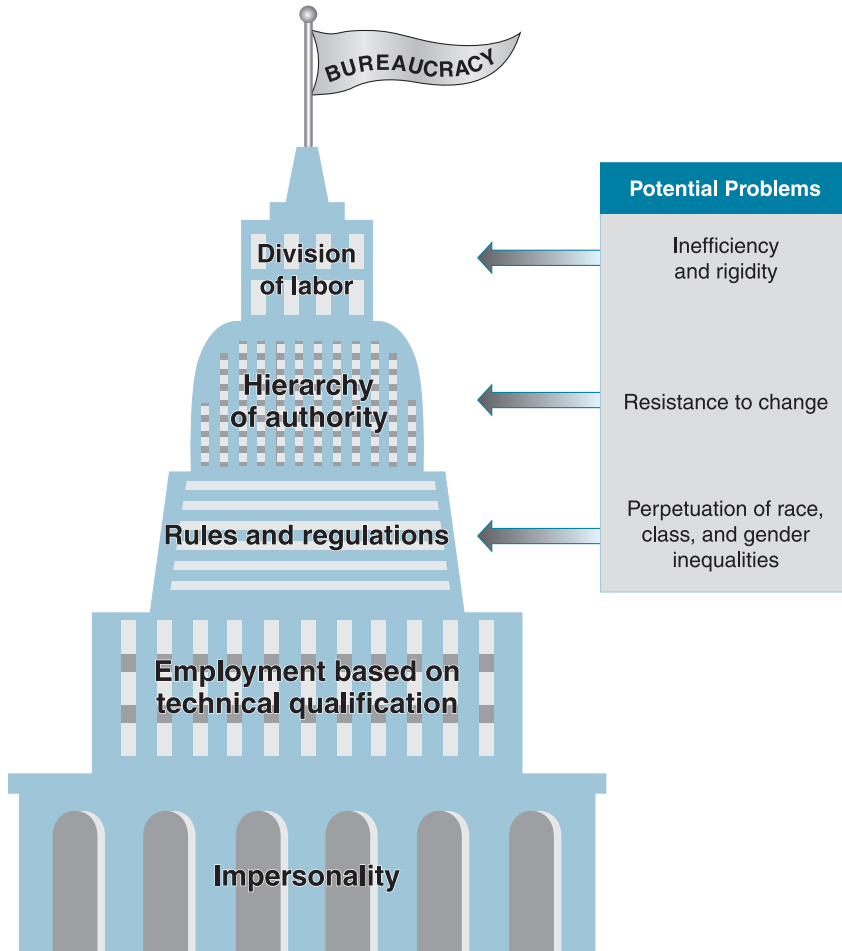 BUREAUCRACY
Division
of labor
Hierarchy
of authority
Rules and regulations
Employment based on
technical qualification
Impersonality
Potential Problems
Inefficiency
and rigidity
Resistance to change
Perpetuation of race,
class, and gender
inequalities